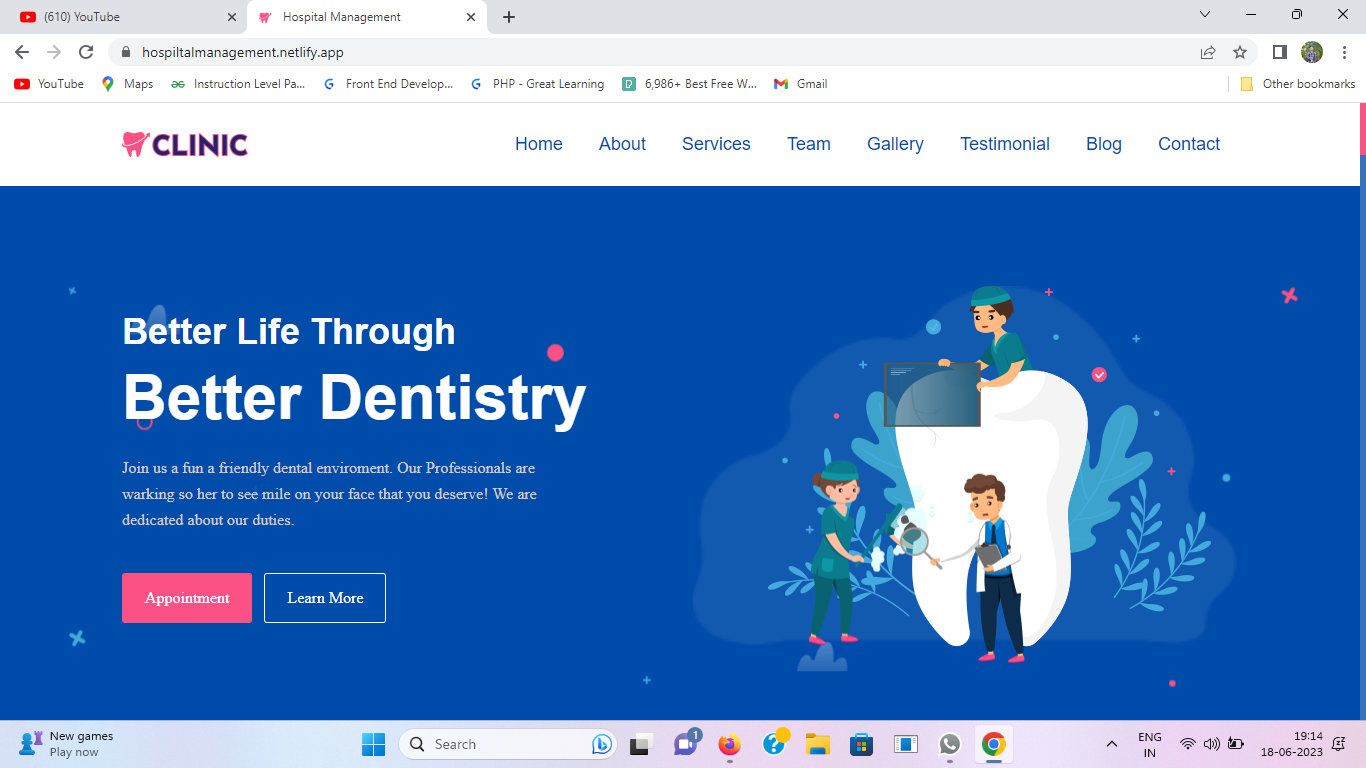 (610) YouTube
Hospital Management
hospiltalmanagement.netlify.app
YouTube
Maps
Instruction Level Pa...
Front End Develop...
PHP - Great Learning
6,986+ Best Free W...
Gmail
Other bookmarks
CLINIC
Home
About
Services
Team
Gallery
Testimonial
Blog
Contact
Better Life Through
Better Dentistry
Join us a fun a friendly dental enviroment. Our Professionals are
warking so her to see mile on your face that you deserve! We are
dedicated about our duties.
Appointment
Learn More
New games
Play now
Search
1
ENG
IN
19:14
18-06-2023